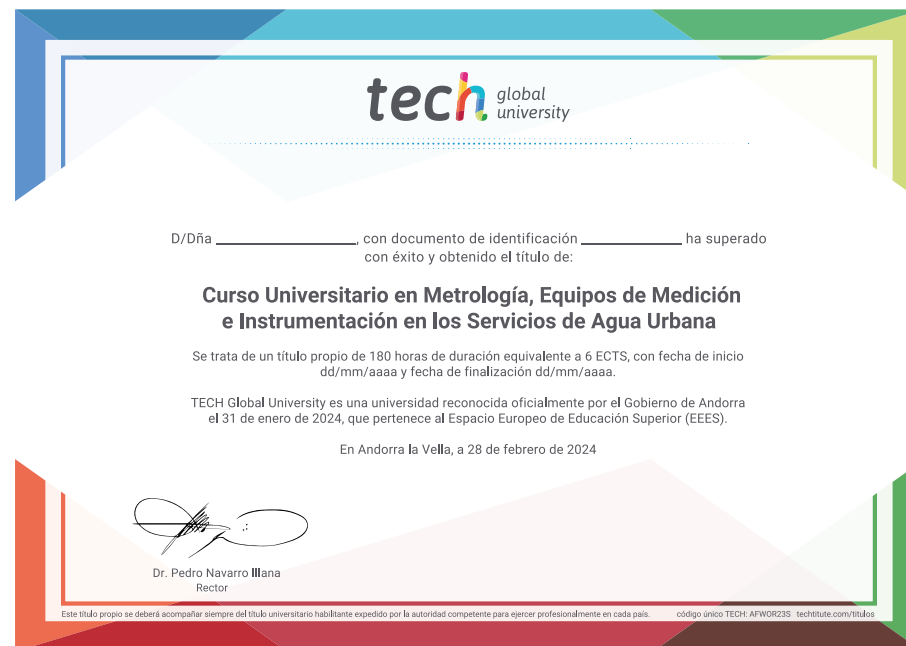 tech global university
D/Dña ____________________, con documento de identificación ______________ ha superado
con éxito y obtenido el título de:
Curso Universitario en Metrología, Equipos de Medición
e Instrumentación en los Servicios de Agua Urbana
Se trata de un título propio de 180 horas de duración equivalente a 6 ECTS, con fecha de inicio
dd/mm/aaaa y fecha de finalización dd/mm/aaaa.
TECH Global University es una universidad reconocida oficialmente por el Gobierno de Andorra
el 31 de enero de 2024, que pertenece al Espacio Europeo de Educación Superior (EEES).
En Andorra la Vella, a 28 de febrero de 2024
Dr. Pedro Navarro Illana
Rector
Este título propio se deberá acompañar siempre del título universitario habilitante expedido por la autoridad competente para ejercer profesionalmente en cada país. código único TECH: AFWOR23S techtitute.com/titulos